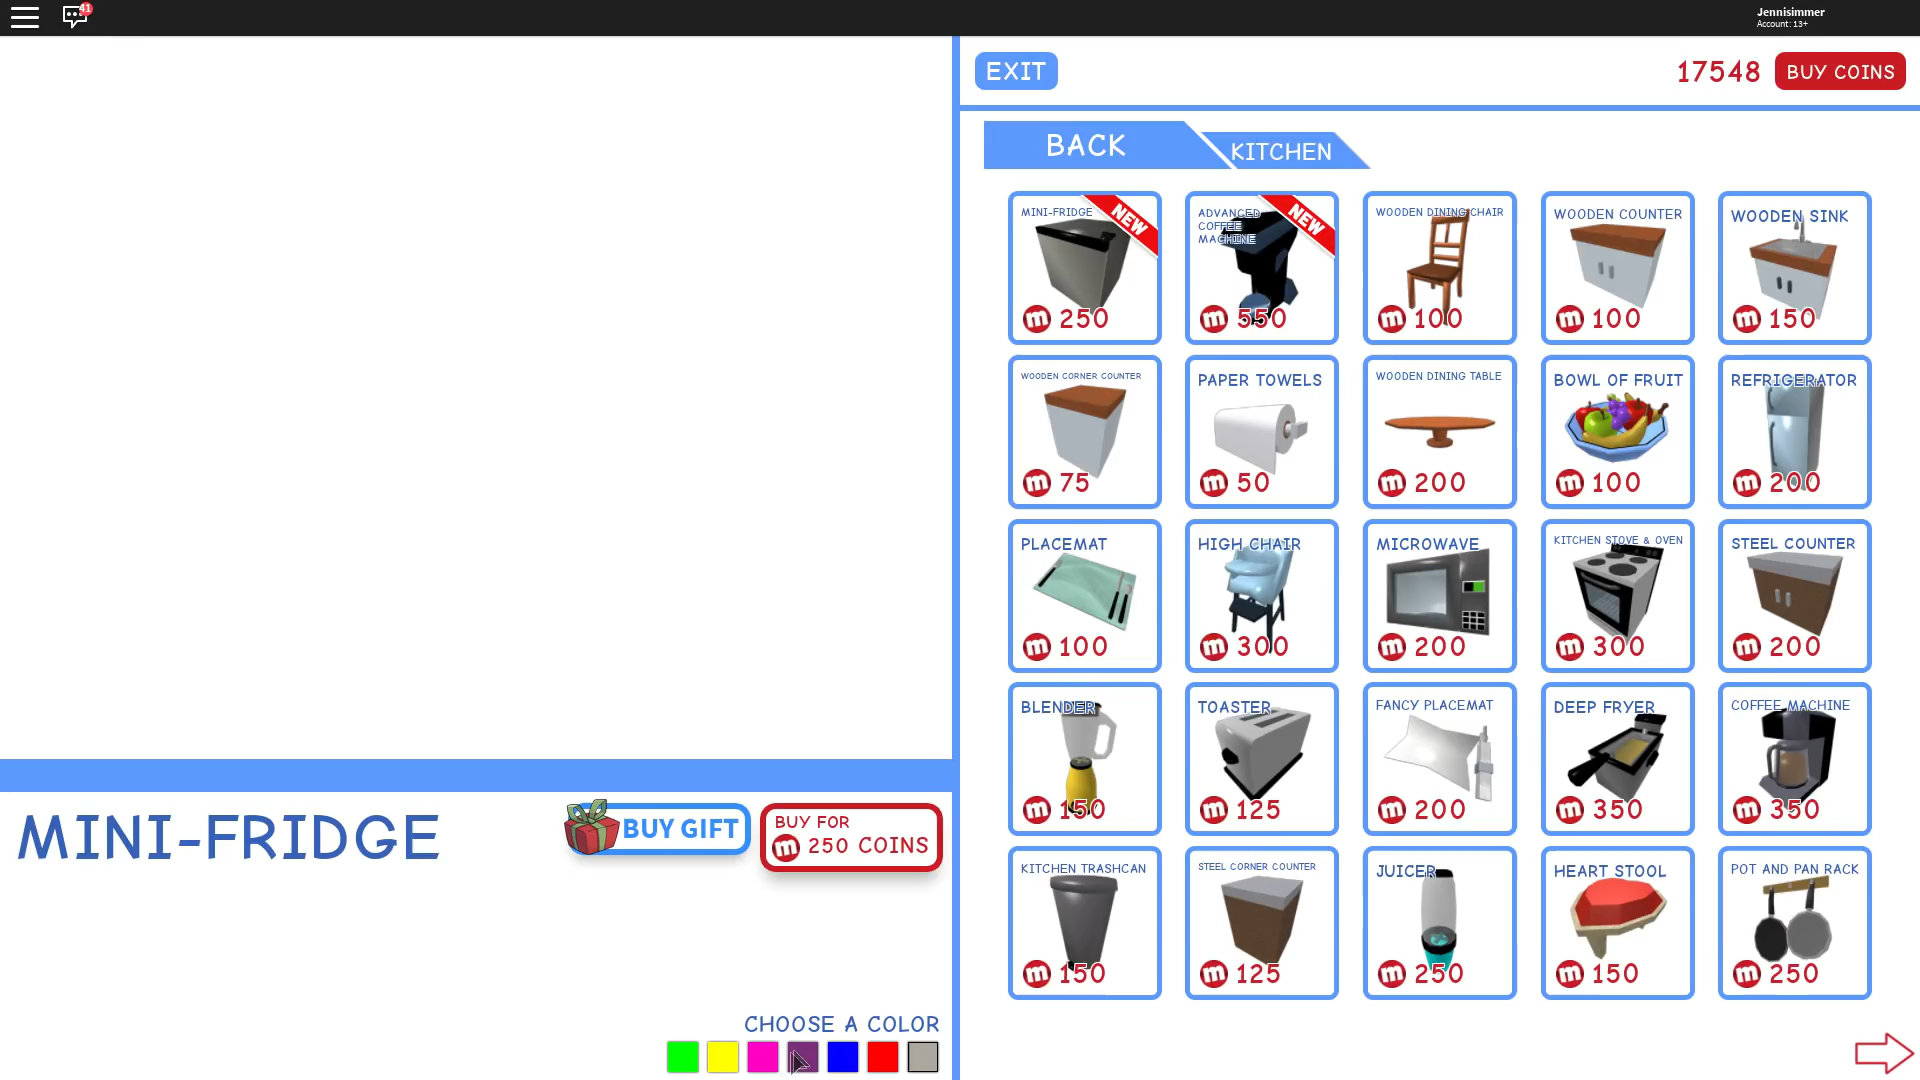 41
Jennisimmer
Account: 13+
EXIT
17548
BUY COINS
BACK
KITCHEN
MINI-FRIDGE
NEW
m 250
ADVANCED
COFFEE
MACHINE
NEW
m 550
WOODEN DINING CHAIR
m 100
WOODEN COUNTER
m 100
WOODEN SINK
m 150
WOODEN CORNER COUNTER
m 75
PAPER TOWELS
m 50
WOODEN DINING TABLE
m 200
BOWL OF FRUIT
m 100
REFRIGERATOR
m 200
PLACEMAT
m 100
HIGH CHAIR
m 300
MICROWAVE
m 200
KITCHEN STOVE & OVEN
m 300
STEEL COUNTER
m 200
BLENDER
m 150
TOASTER
m 125
FANCY PLACEMAT
m 200
DEEP FRYER
m 350
COFFEE MACHINE
m 350
KITCHEN TRASHCAN
m 150
STEEL CORNER COUNTER
m 125
JUICER
m 250
HEART STOOL
m 150
POT AND PAN RACK
m 250
MINI-FRIDGE
BUY GIFT
BUY FOR
m 250 COINS
CHOOSE A COLOR